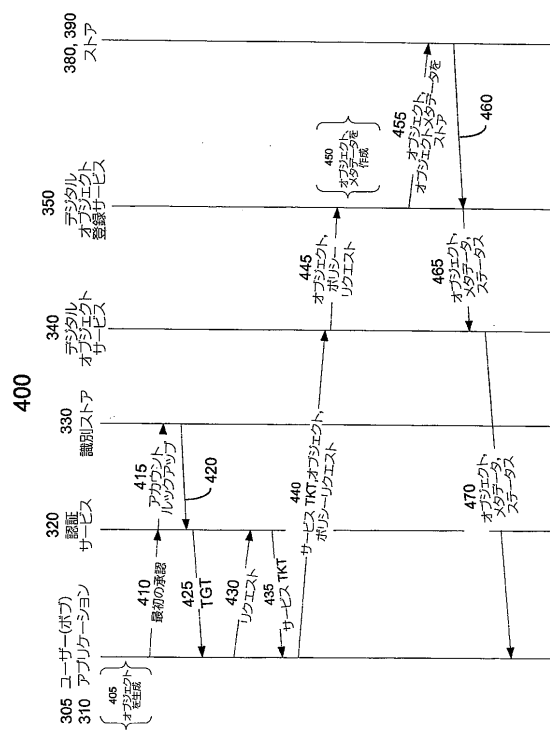 400
305 ユーザー(ボブ)
310 アプリケーション
320
認証
サービス
330
識別ストア
340
デジタル
オブジェクト
サービス
350
デジタル
オブジェクト
登録サービス
380, 390
ストア
405
オブジェクト
を生成
410
最初の承認
415
アカウント
ルックアップ
420
425
TGT
430
リクエスト
435
サービス TKT
440
サービス TKT,オブジェクト,
ポリシーリクエスト
445
オブジェクト,
ポリシー
リクエスト
450
オブジェクト,
メタデータを
作成
455
オブジェクト,
オブジェクトメタデータを
ストア
460
465
オブジェクト,
メタデータ,
ステータス
470
オブジェクト,
メタデータ,
ステータス